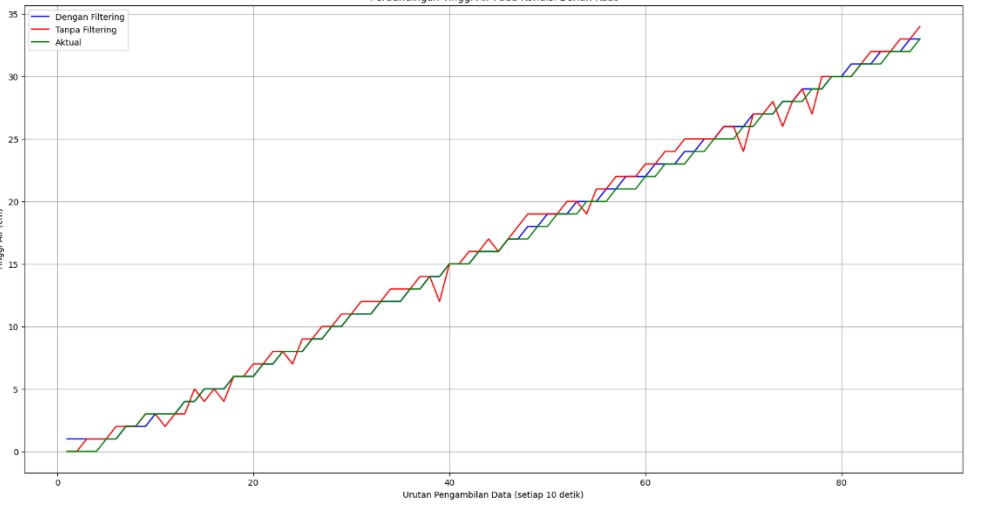 35
Dengan Filtering
Tanpa Filtering
Aktual
30
25
20
15
10
5
0
0 20 40 60 80
Urutan Pengambilan Data (setiap 10 detik)